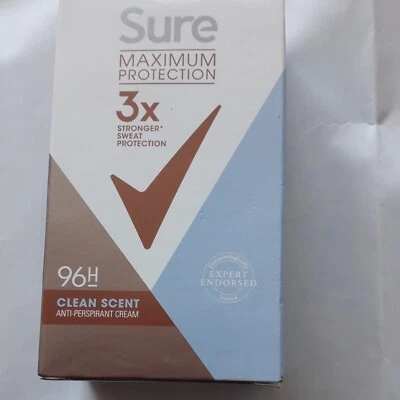 Sure
MAXIMUM
PROTECTION
3x
STRONGER*
SWEAT
PROTECTION
96H
EXPERT
ENDORSED
CLEAN SCENT
ANTI-PERSPIRANT CREAM